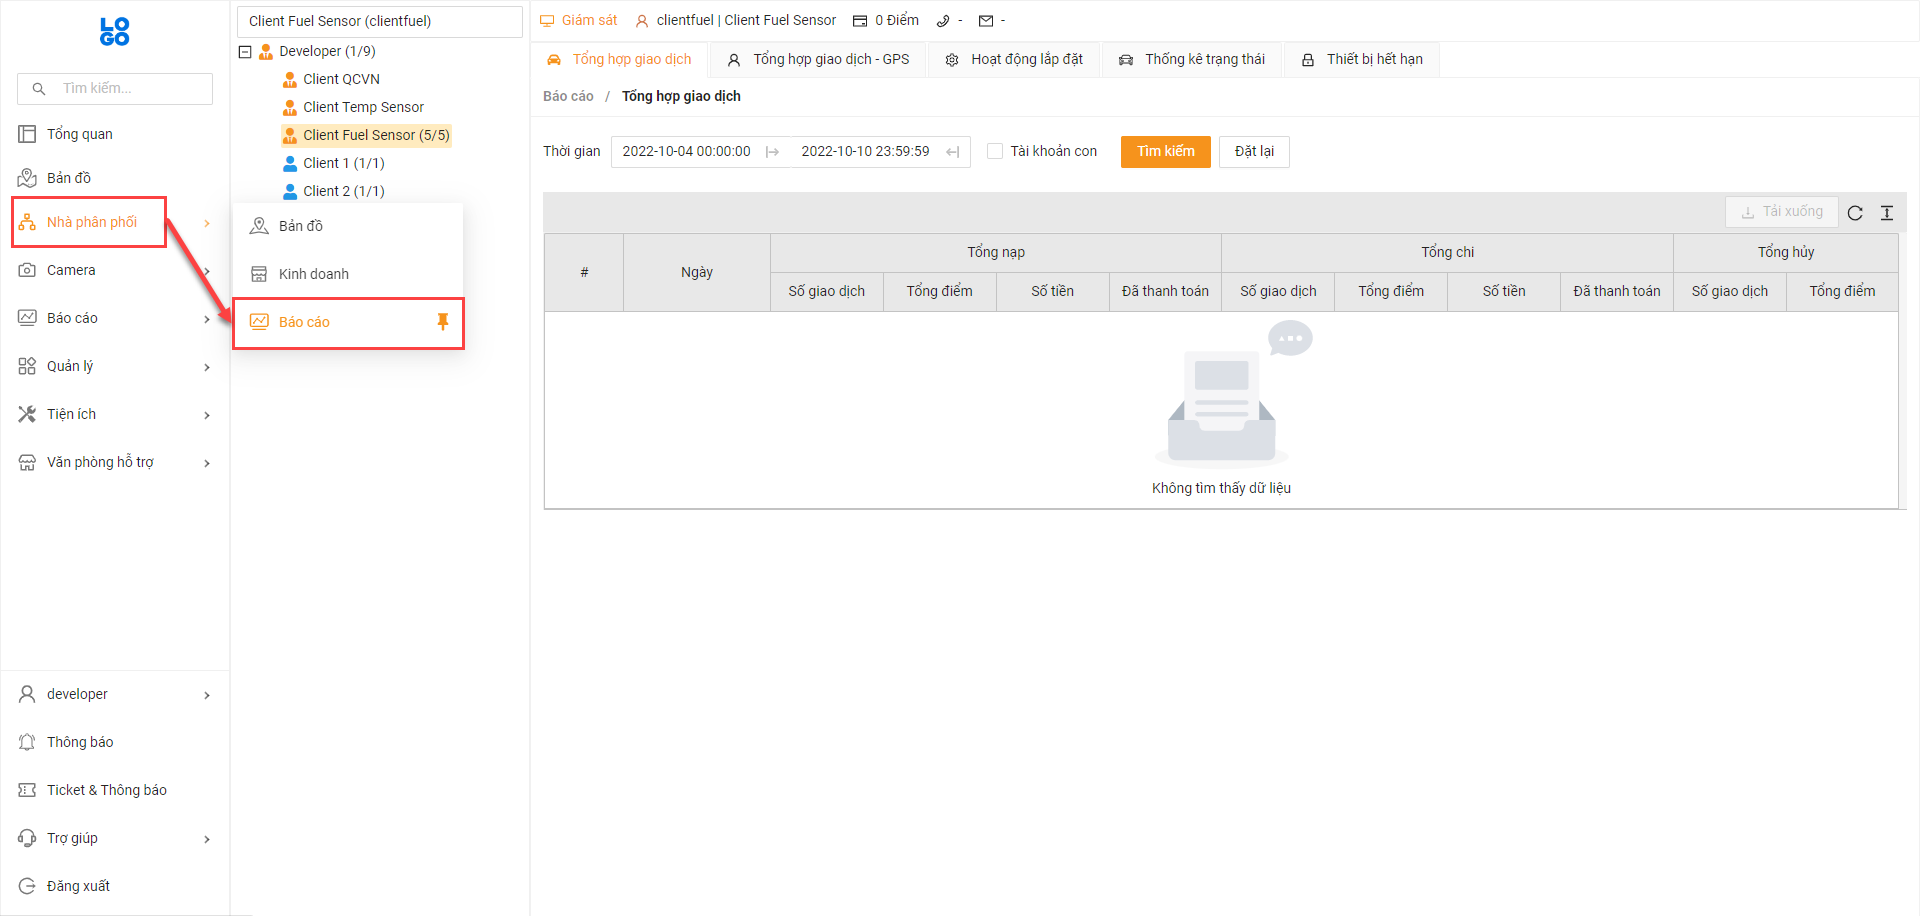 LO
GO
Tìm kiếm...
Tổng quan
Bản đồ
Nhà phân phối
Camera
Báo cáo
Quản lý
Tiện ích
Văn phòng hỗ trợ
developer
Thông báo
Ticket & Thông báo
Trợ giúp
Đăng xuất
Client Fuel Sensor (clientfuel)
Developer (1/9)
Client QCVN
Client Temp Sensor
Client Fuel Sensor (5/5)
Client 1 (1/1)
Client 2 (1/1)
Bản đồ
Kinh doanh
Báo cáo
Giám sát clientfuel | Client Fuel Sensor 0 Điểm - -
Tổng hợp giao dịch Tổng hợp giao dịch - GPS Hoạt động lắp đặt Thống kê trạng thái Thiết bị hết hạn
Báo cáo / Tổng hợp giao dịch
Thời gian 2022-10-04 00:00:00 2022-10-10 23:59:59 Tài khoản con Tìm kiếm Đặt lại
Tải xuống
# Ngày Tổng nạp Tổng chi Tổng hủy
Số giao dịch Tổng điểm Số tiền Đã thanh toán Số giao dịch Tổng điểm Số tiền Đã thanh toán Số giao dịch Tổng điểm
Không tìm thấy dữ liệu